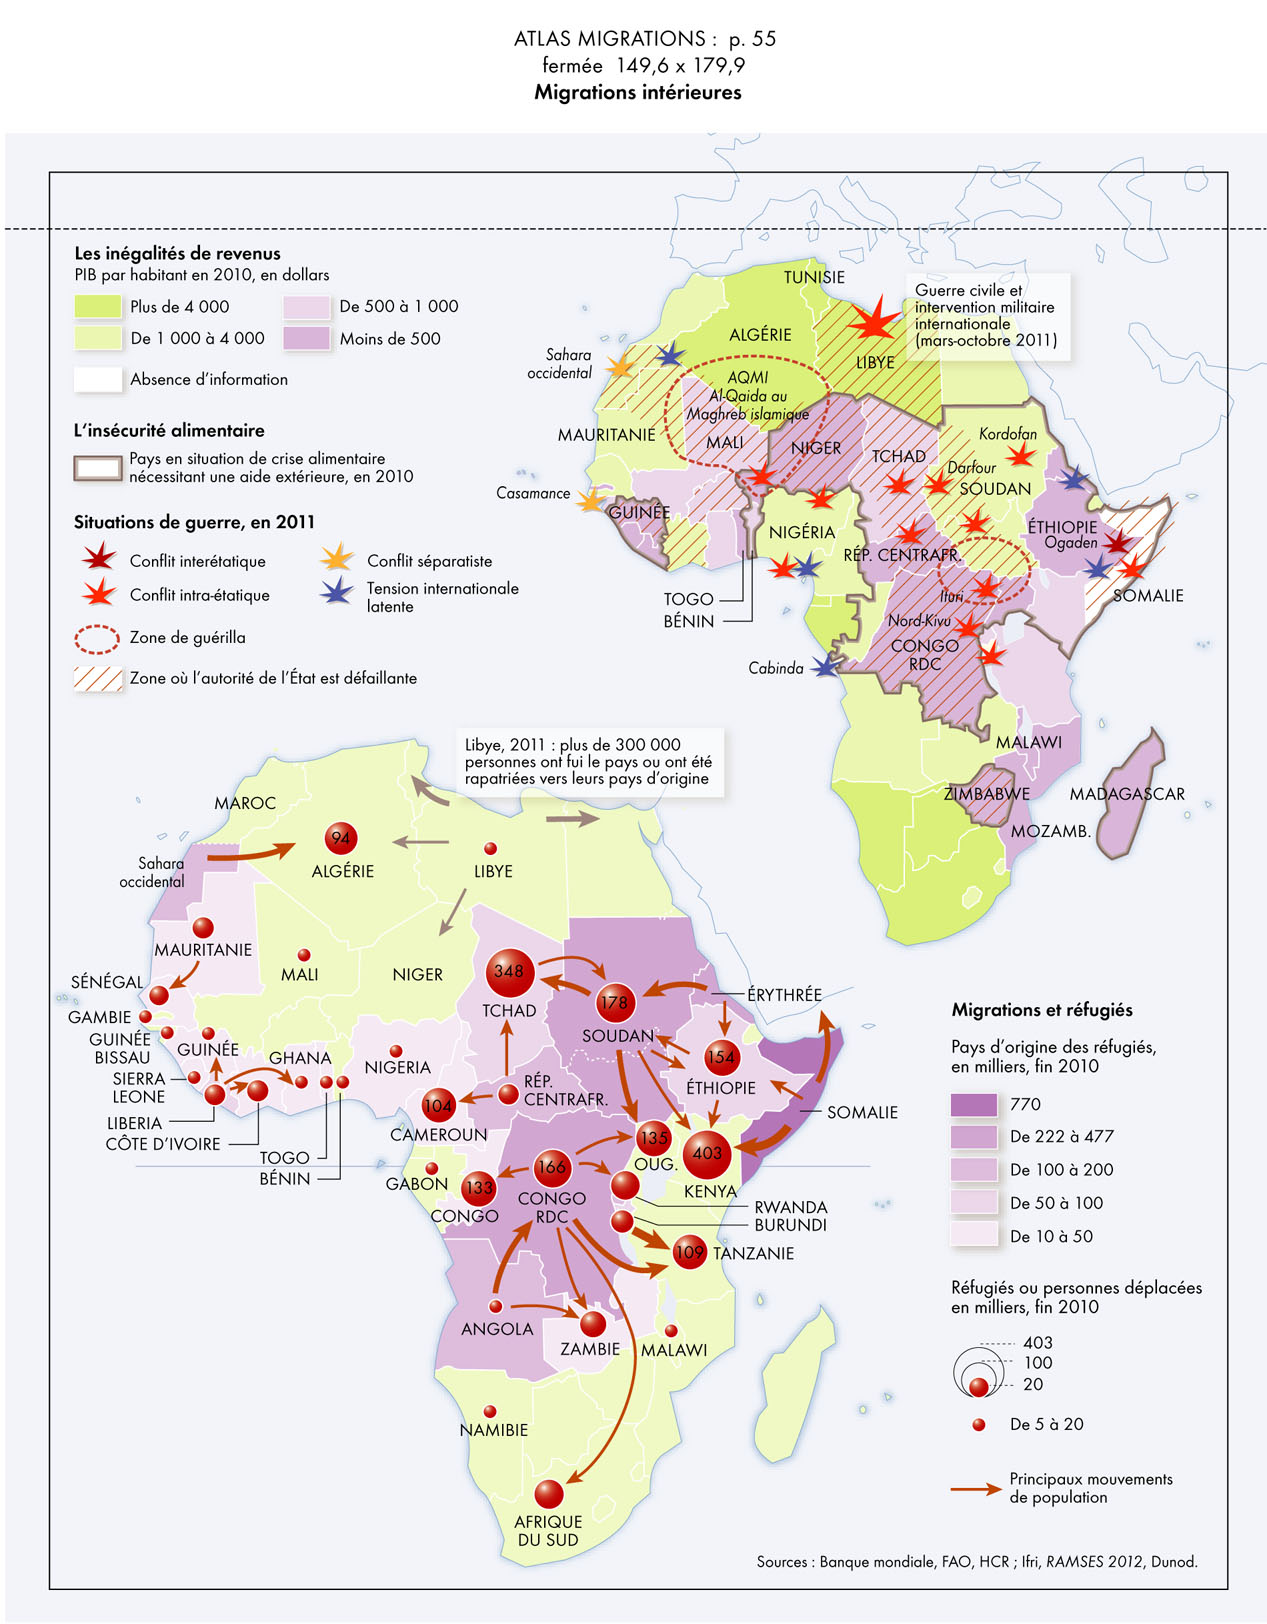 ATLAS MIGRATIONS : p. 55
fermée 149,6 x 179,9
Migrations intérieures
Les inégalités de revenus
PIB par habitant en 2010, en dollars
Plus de 4 000
De 500 à 1 000
De 1 000 à 4 000
Moins de 500
Absence d’information
L’insécurité alimentaire
Pays en situation de crise alimentaire
nécessitant une aide extérieure, en 2010
Situations de guerre, en 2011
Conflit interétatique
Conflit séparatiste
Conflit intra-étatique
Tension internationale
latente
Zone de guérilla
Zone où l’autorité de l’État est défaillante
TUNISIE
Guerre civile et
intervention militaire
internationale
(mars-octobre 2011)
ALGÉRIE
LIBYE
Sahara
occidental
AQMI
Al-Qaida au
Maghreb islamique
MAURITANIE
MALI
NIGER
TCHAD
Kordofan
Darfour
SOUDAN
Casamance
GUINÉE
NIGÉRIA
ÉTHIOPIE
Ogaden
RÉP. CENTRAFR.
SOMALIE
TOGO
BÉNIN
Ituri
Nord-Kivu
CONGO
RDC
Cabinda
MALAWI
ZIMBABWE
MADAGASCAR
MOZAMB.
Libye, 2011 : plus de 300 000
personnes ont fui le pays ou ont été
rapatriées vers leurs pays d’origine
MAROC
94
ALGÉRIE
LIBYE
Sahara
occidental
MAURITANIE
MALI
NIGER
348
TCHAD
178
SOUDAN
ÉRYTHRÉE
SÉNÉGAL
GAMBIE
GUINÉE
BISSAU
GUINÉE
GHANA
NIGERIA
154
ÉTHIOPIE
SIERRA
LEONE
LIBERIA
CÔTE D’IVOIRE
TOGO
BÉNIN
RÉP.
CENTRAFR.
104
CAMEROUN
SOMALIE
135
OUG.
403
KENYA
GABON
133
CONGO
166
CONGO
RDC
RWANDA
BURUNDI
109
TANZANIE
ANGOLA
ZAMBIE
MALAWI
NAMIBIE
AFRIQUE
DU SUD
Migrations et réfugiés
Pays d’origine des réfugiés,
en milliers, fin 2010
770
De 222 à 477
De 100 à 200
De 50 à 100
De 10 à 50
Réfugiés ou personnes déplacées
en milliers, fin 2010
403
100
20
De 5 à 20
Principaux mouvements
de population
Sources : Banque mondiale, FAO, HCR ; Ifri, RAMSES 2012, Dunod.